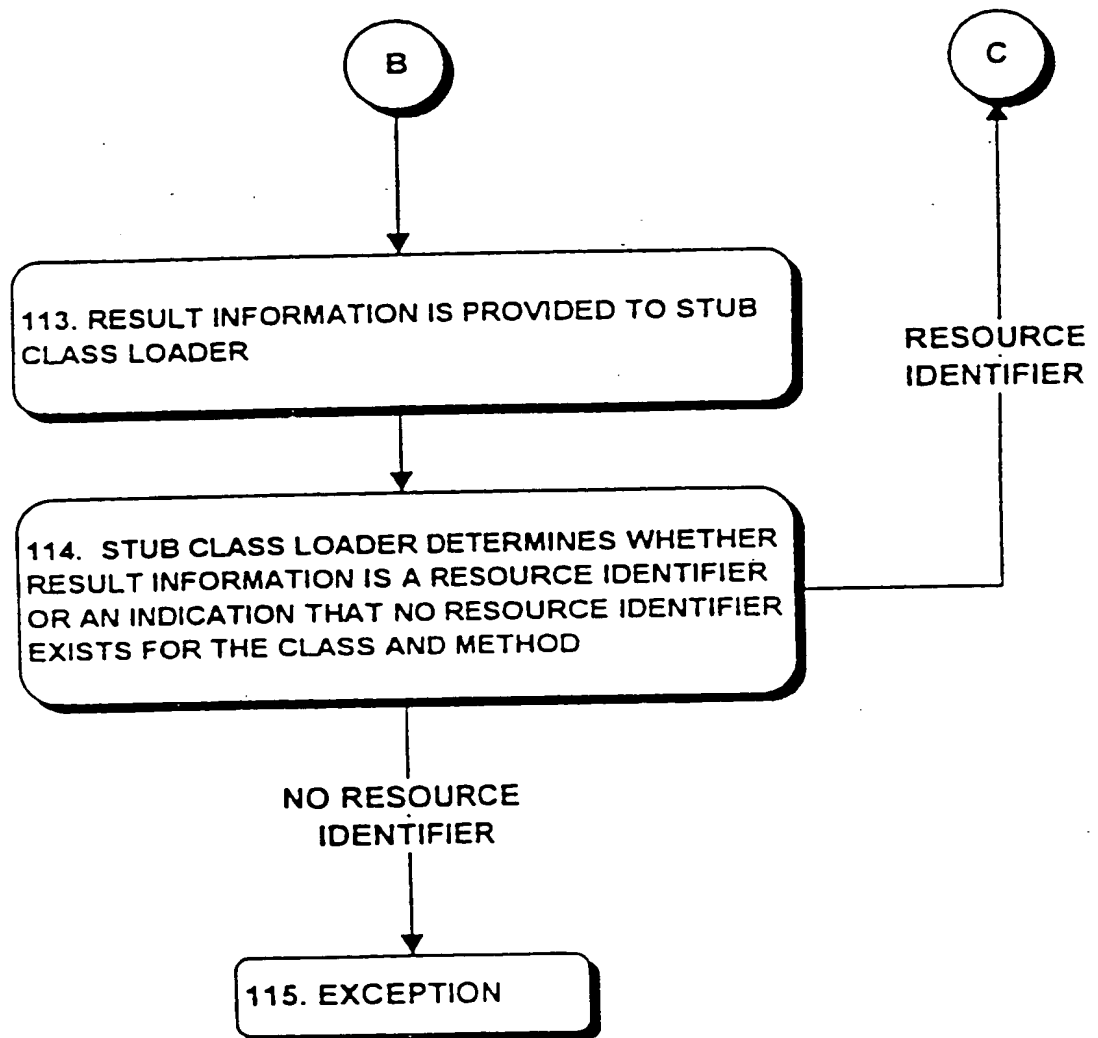 B
C
113. RESULT INFORMATION IS PROVIDED TO STUB
CLASS LOADER
RESOURCE
IDENTIFIER
114. STUB CLASS LOADER DETERMINES WHETHER
RESULT INFORMATION IS A RESOURCE IDENTIFIER
OR AN INDICATION THAT NO RESOURCE IDENTIFIER
EXISTS FOR THE CLASS AND METHOD
NO RESOURCE
IDENTIFIER
115. EXCEPTION